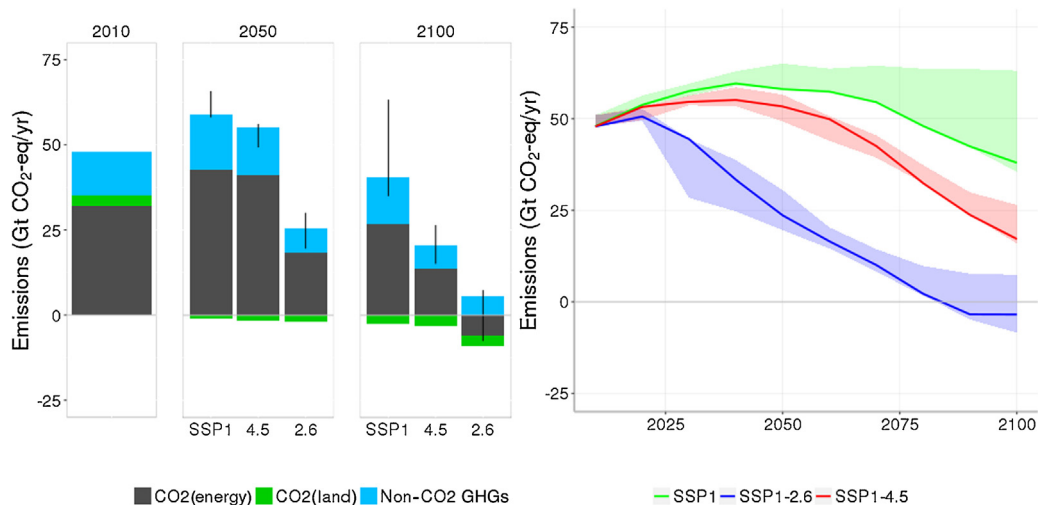 2010 2050 2100
Emissions (Gt CO₂-eq/yr)
75
50
25
0
-25
SSP1 4.5 2.6 SSP1 4.5 2.6
CO2(energy) CO2(land) Non-CO2 GHGs
Emissions (Gt CO₂-eq/yr)
75
50
25
0
-25
2025 2050 2075 2100
SSP1 SSP1-2.6 SSP1-4.5